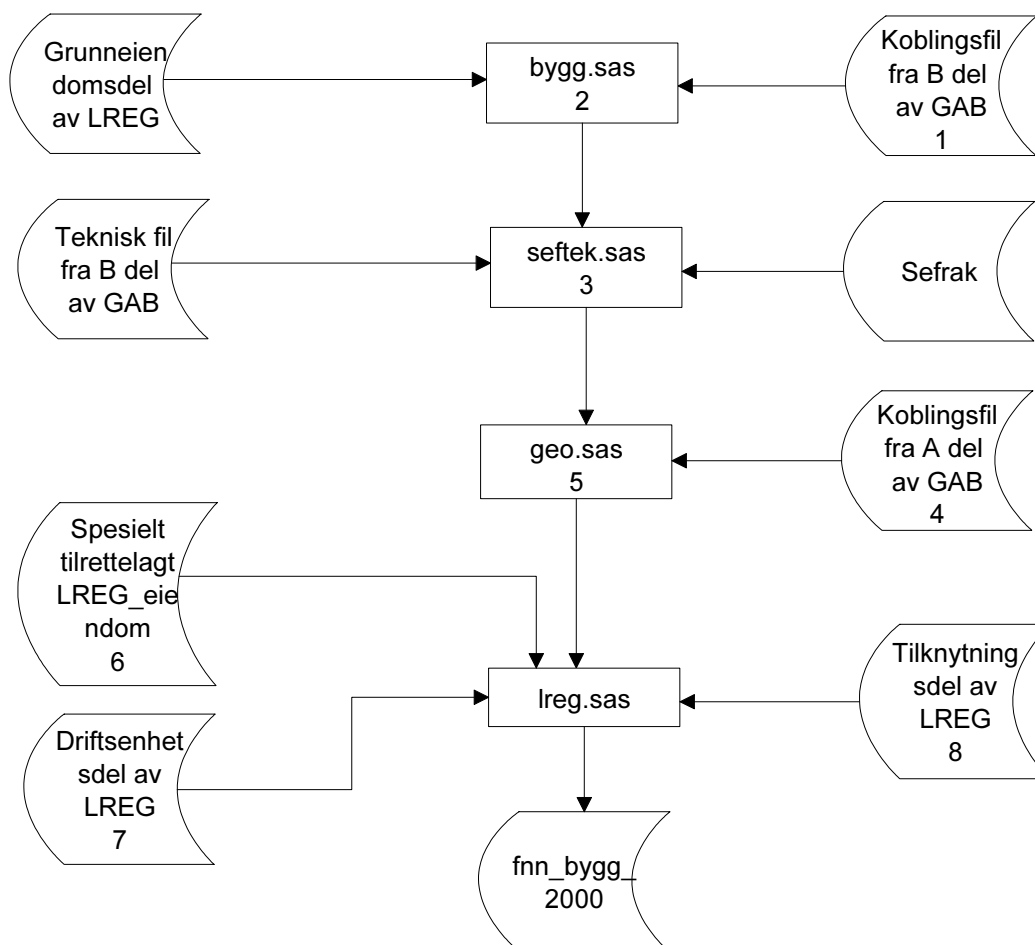 Grunneien
domsdel
av LREG
bygg.sas
2
Koblingsfil
fra B del
av GAB
1
Teknisk fil
fra B del
av GAB
seftek.sas
3
Sefrak
geo.sas
5
Koblingsfil
fra A del
av GAB
4
Spesielt
tilrettelagt
LREG_eie
ndom
6
lreg.sas
Tilknytning
sdel av
LREG
8
Driftsenhet
sdel av
LREG
7
fnn_bygg_
2000